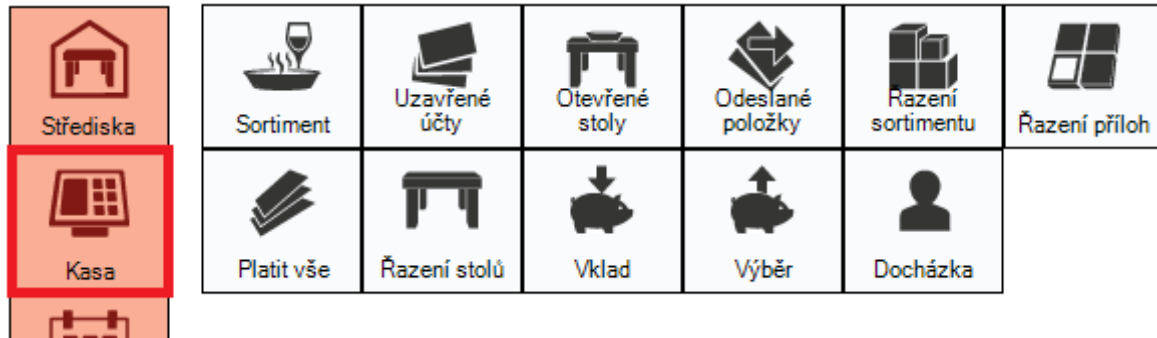 Střediska
Kasa
Sortiment
Uzavřené
účty
Otevřené
stoly
Odeslané
položky
Řazení
sortimentu
Řazení příloh
Platit vše
Řazení stolů
Vklad
Výběr
Docházka